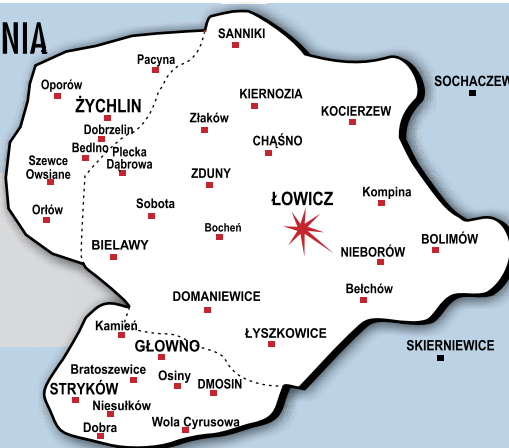 NIA
SANNIKI
Pacyna
Oporów
SOCHACZEW
ŻYCHLIN
KIERNOZIA
KOCIERZEW
Złaków
Dobrzelin
CHĄŚNO
Bedlno
Plecka
Dąbrowa
Szewce
Owsiane
ZDUNY
ŁOWICZ
Kompina
Sobota
Orłów
Bocheń
BIELAWY
NIEBORÓW
BOLIMÓW
DOMANIEWICE
Bełchów
Kamień
GŁOWNO
ŁYSZKOWICE
SKIERNIEWICE
Bratoszewice
Osiny
DMOSIN
STRYKÓW
Niesułków
Dobra
Wola Cyrusowa